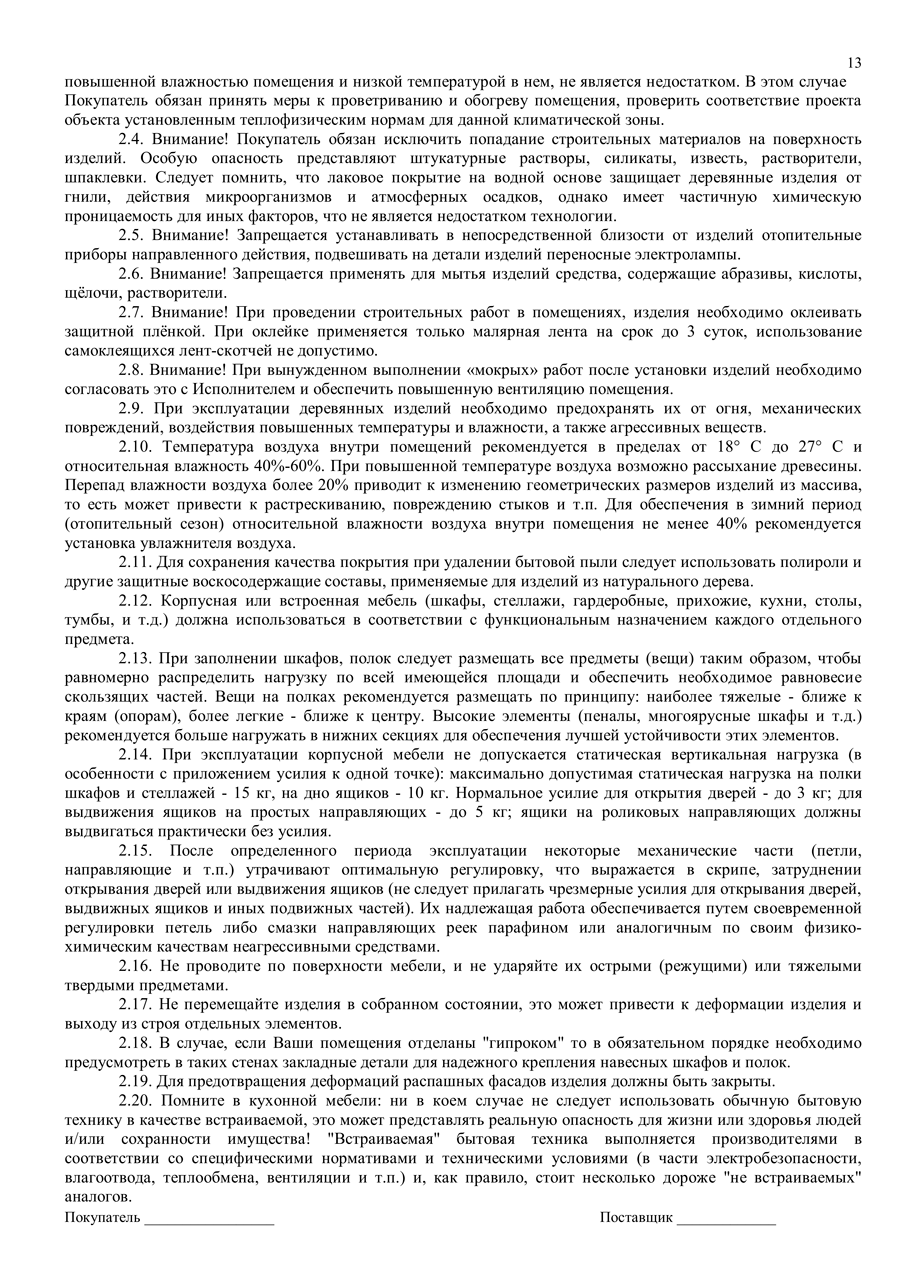 13
повышенной влажностью помещения и низкой температурой в нем, не является недостатком. В этом случае
Покупатель обязан принять меры к проветриванию и обогреву помещения, проверить соответствие проекта
объекта установленным теплофизическим нормам для данной климатической зоны.
2.4. Внимание! Покупатель обязан исключить попадание строительных материалов на поверхность
изделий. Особую опасность представляют штукатурные растворы, силикаты, известь, растворители,
шпаклевки. Следует помнить, что лаковое покрытие на водной основе защищает деревянные изделия от
гнили, действия микроорганизмов и атмосферных осадков, однако имеет частичную химическую
проницаемость для иных факторов, что не является недостатком технологии.
2.5. Внимание! Запрещается устанавливать в непосредственной близости от изделий отопительные
приборы направленного действия, подвешивать на детали изделий переносные электролампы.
2.6. Внимание! Запрещается применять для мытья изделий средства, содержащие абразивы, кислоты,
щёлочи, растворители.
2.7. Внимание! При проведении строительных работ в помещениях, изделия необходимо оклеивать
защитной плёнкой. При оклейке применяется только малярная лента на срок до 3 суток, использование
самоклеящихся лент-скотчей не допустимо.
2.8. Внимание! При вынужденном выполнении «мокрых» работ после установки изделий необходимо
согласовать это с Исполнителем и обеспечить повышенную вентиляцию помещения.
2.9. При эксплуатации деревянных изделий необходимо предохранять их от огня, механических
повреждений, воздействия повышенных температуры и влажности, а также агрессивных веществ.
2.10. Температура воздуха внутри помещений рекомендуется в пределах от 18° С до 27° С и
относительная влажность 40%-60%. При повышенной температуре воздуха возможно рассыхание древесины.
Перепад влажности воздуха более 20% приводит к изменению геометрических размеров изделий из массива,
то есть может привести к растрескиванию, повреждению стыков и т.п. Для обеспечения в зимний период
(отопительный сезон) относительной влажности воздуха внутри помещения не менее 40% рекомендуется
установка увлажнителя воздуха.
2.11. Для сохранения качества покрытия при удалении бытовой пыли следует использовать полироли и
другие защитные воскосодержащие составы, применяемые для изделий из натурального дерева.
2.12. Корпусная или встроенная мебель (шкафы, стеллажи, гардеробные, прихожие, кухни, столы,
тумбы, и т.д.) должна использоваться в соответствии с функциональным назначением каждого отдельного
предмета.
2.13. При заполнении шкафов, полок следует размещать все предметы (вещи) таким образом, чтобы
равномерно распределить нагрузку по всей имеющейся площади и обеспечить необходимое равновесие
скользящих частей. Вещи на полках рекомендуется размещать по принципу: наиболее тяжелые - ближе к
краям (опорам), более легкие - ближе к центру. Высокие элементы (пеналы, многоярусные шкафы и т.д.)
рекомендуется больше нагружать в нижних секциях для обеспечения лучшей устойчивости этих элементов.
2.14. При эксплуатации корпусной мебели не допускается статическая вертикальная нагрузка (в
особенности с приложением усилия к одной точке): максимально допустимая статическая нагрузка на полки
шкафов и стеллажей - 15 кг, на дно ящиков - 10 кг. Нормальное усилие для открытия дверей - до 3 кг; для
выдвижения ящиков на простых направляющих - до 5 кг; ящики на роликовых направляющих должны
выдвигаться практически без усилия.
2.15. После определенного периода эксплуатации некоторые механические части (петли,
направляющие и т.п.) утрачивают оптимальную регулировку, что выражается в скрипе, затруднении
открывания дверей или выдвижения ящиков (не следует прилагать чрезмерные усилия для открывания дверей,
выдвижных ящиков и иных подвижных частей). Их надлежащая работа обеспечивается путем своевременной
регулировки петель либо смазки направляющих реек парафином или аналогичным по своим физико-
химическим качествам неагрессивными средствами.
2.16. Не проводите по поверхности мебели, и не ударяйте их острыми (режущими) или тяжелыми
твердыми предметами.
2.17. Не перемещайте изделия в собранном состоянии, это может привести к деформации изделия и
выходу из строя отдельных элементов.
2.18. В случае, если Ваши помещения отделаны "гипроком" то в обязательном порядке необходимо
предусмотреть в таких стенах закладные детали для надежного крепления навесных шкафов и полок.
2.19. Для предотвращения деформаций распашных фасадов изделия должны быть закрыты.
2.20. Помните в кухонной мебели: ни в коем случае не следует использовать обычную бытовую
технику в качестве встраиваемой, это может представлять реальную опасность для жизни или здоровья людей
и/или сохранности имущества! "Встраиваемая" бытовая техника выполняется производителями в
соответствии со специфическими нормативами и техническими условиями (в части электробезопасности,
влагоотвода, теплообмена, вентиляции и т.п.) и, как правило, стоит несколько дороже "не встраиваемых"
аналогов.
Покупатель _________________ Поставщик _____________